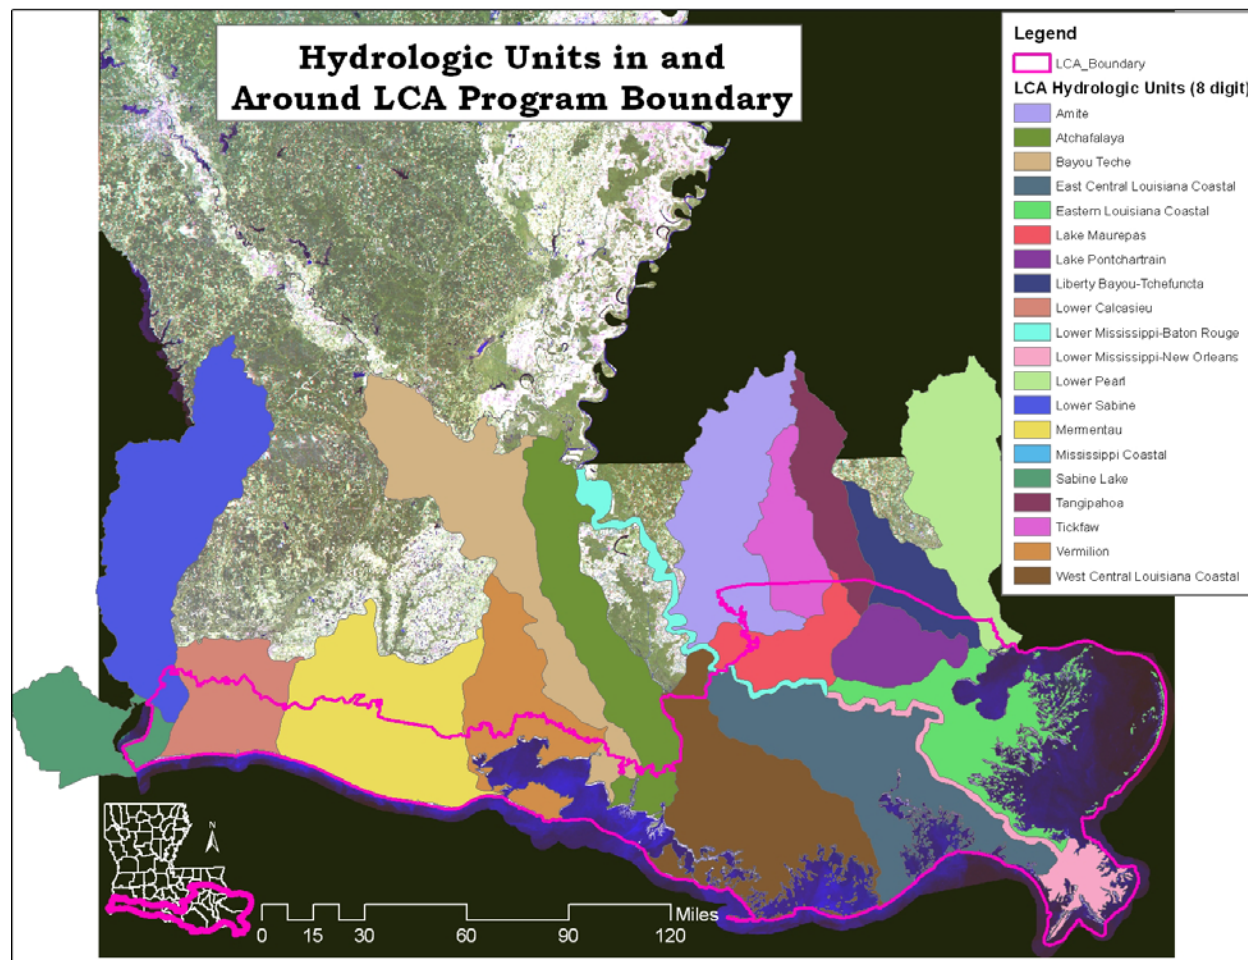 Hydrologic Units in and
Around LCA Program Boundary
Legend
LCA_Boundary
LCA Hydrologic Units (8 digit)
Amite
Atchafalaya
Bayou Teche
East Central Louisiana Coastal
Eastern Louisiana Coastal
Lake Maurepas
Lake Pontchartrain
Liberty Bayou-Tchefuncta
Lower Calcasieu
Lower Mississippi-Baton Rouge
Lower Mississippi-New Orleans
Lower Pearl
Lower Sabine
Mermentau
Mississippi Coastal
Sabine Lake
Tangipahoa
Tickfaw
Vermilion
West Central Louisiana Coastal
N
Miles
0 15 30 60 90 120